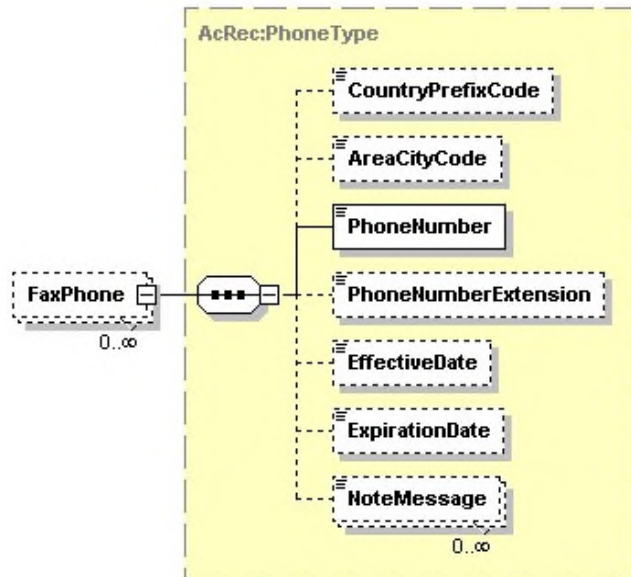 AcRec:PhoneType
CountryPrefixCode
AreaCityCode
PhoneNumber
FaxPhone
0..∞
PhoneNumberExtension
EffectiveDate
ExpirationDate
NoteMessage
0..∞